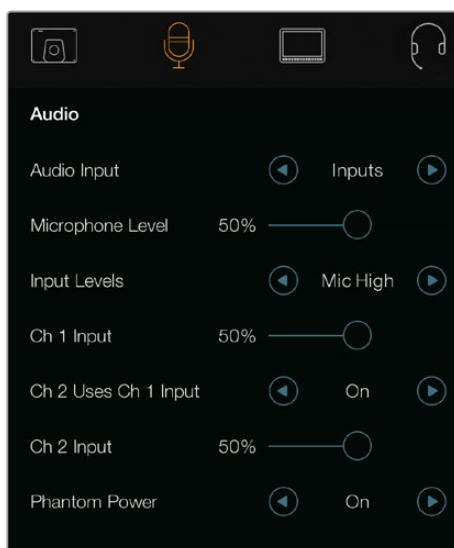 Audio
Audio Input Inputs
Microphone Level 50%
Input Levels Mic High
Ch 1 Input 50%
Ch 2 Uses Ch 1 Input On
Ch 2 Input 50%
Phantom Power On